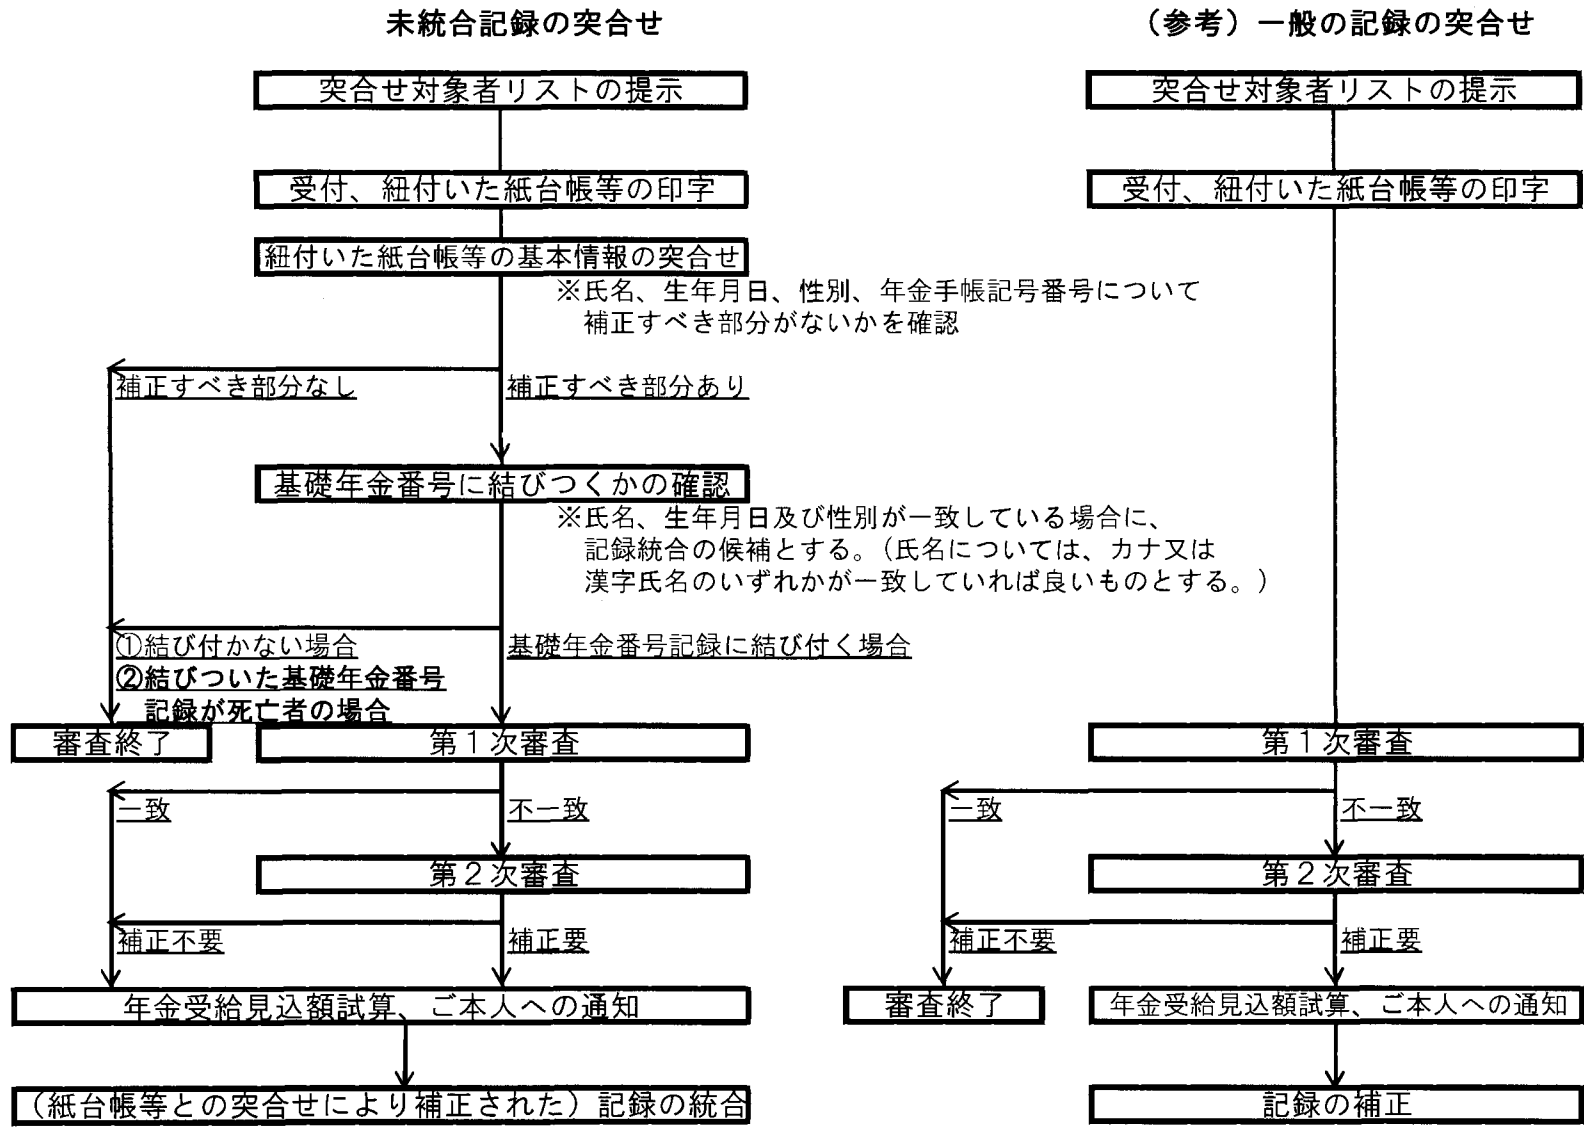 未統合記録の突合せ
突合せ対象者リストの提示
受付、紐付いた紙台帳等の印字
紐付いた紙台帳等の基本情報の突合せ
※氏名、生年月日、性別、年金手帳記号番号について
補正すべき部分がないかを確認
補正すべき部分なし
補正すべき部分あり
基礎年金番号に結びつくかの確認
※氏名、生年月日及び性別が一致している場合に、
記録統合の候補とする。（氏名については、カナ又は
漢字氏名のいずれかが一致していれば良いものとする。）
①結び付かない場合
②結びついた基礎年金番号
記録が死亡者の場合
基礎年金番号記録に結び付く場合
審査終了
第１次審査
一致
不一致
第２次審査
補正不要
補正要
年金受給見込額試算、ご本人への通知
（紙台帳等との突合せにより補正された）記録の統合
（参考）一般の記録の突合せ
突合せ対象者リストの提示
受付、紐付いた紙台帳等の印字
第１次審査
一致
不一致
第２次審査
補正不要
補正要
審査終了
年金受給見込額試算、ご本人への通知
記録の補正